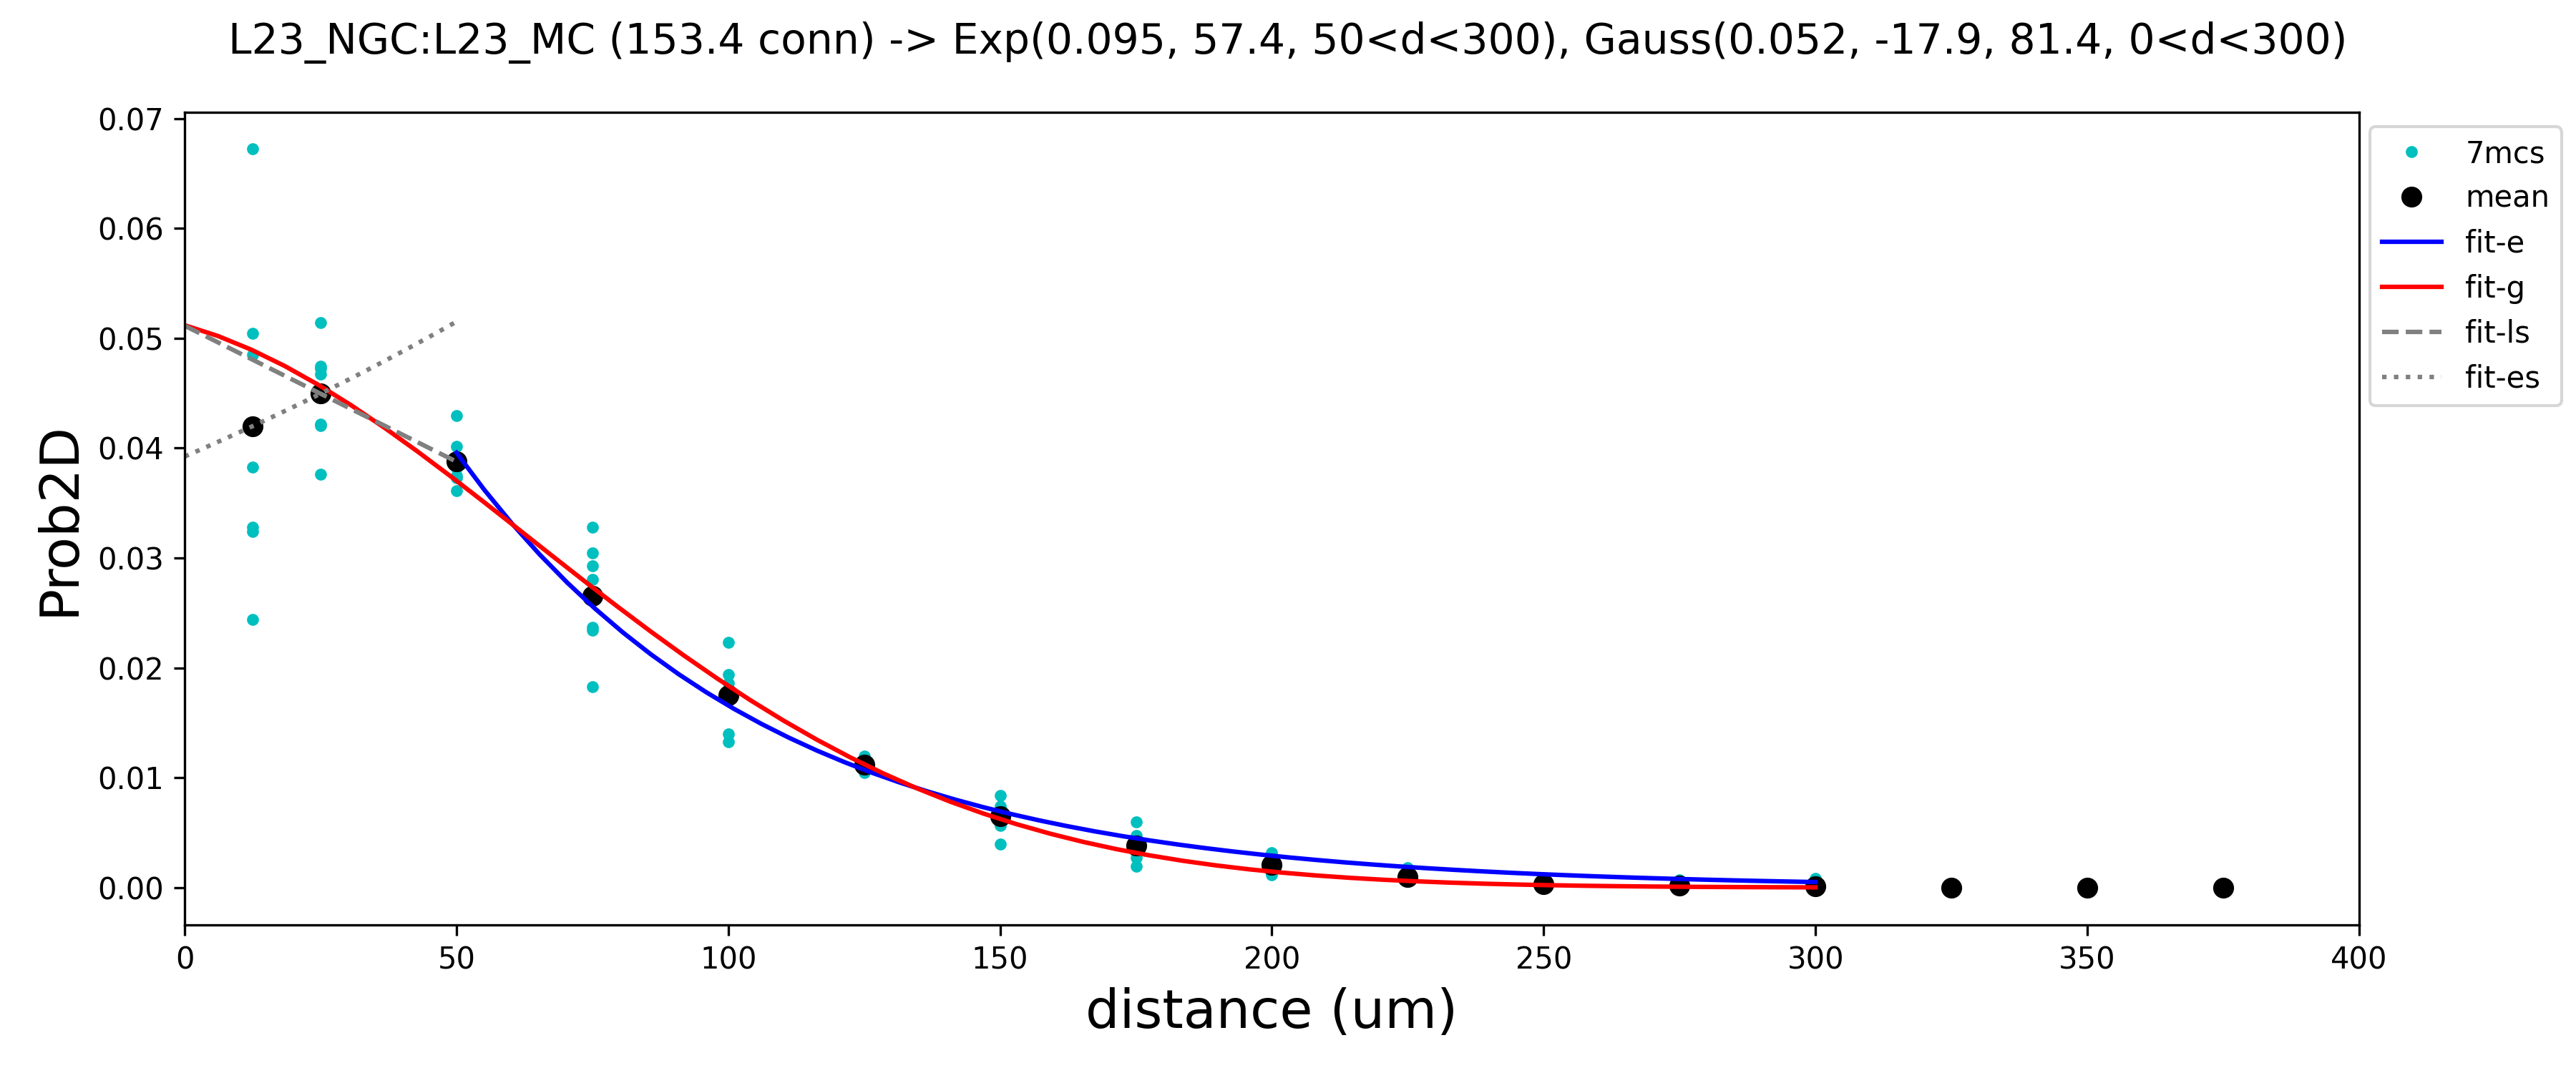 L23_NGC:L23_MC (153.4 conn) -> Exp(0.095, 57.4, 50<d<300), Gauss(0.052, -17.9, 81.4, 0<d<300)
0.07
0.06
0.05
0.04
0.03
0.02
0.01
0.00
Prob2D
0 50 100 150 200 250 300 350 400
distance (um)
7mcs
mean
fit-e
fit-g
fit-ls
fit-es